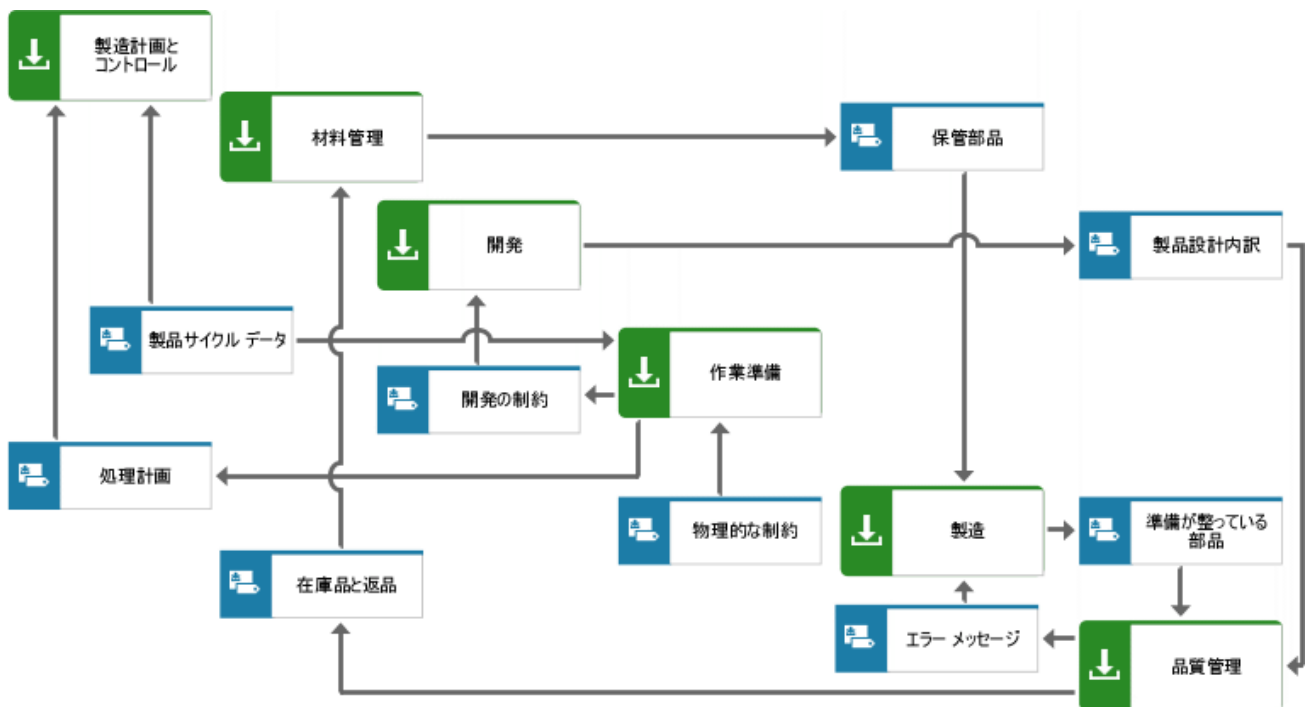 製造計画と
コントロール
材料管理
保管部品
開発
製品設計内訳
製品サイクル データ
作業準備
開発の制約
処理計画
物理的な制約
製造
準備が整っている
部品
在庫品と返品
エラー メッセージ
品質管理